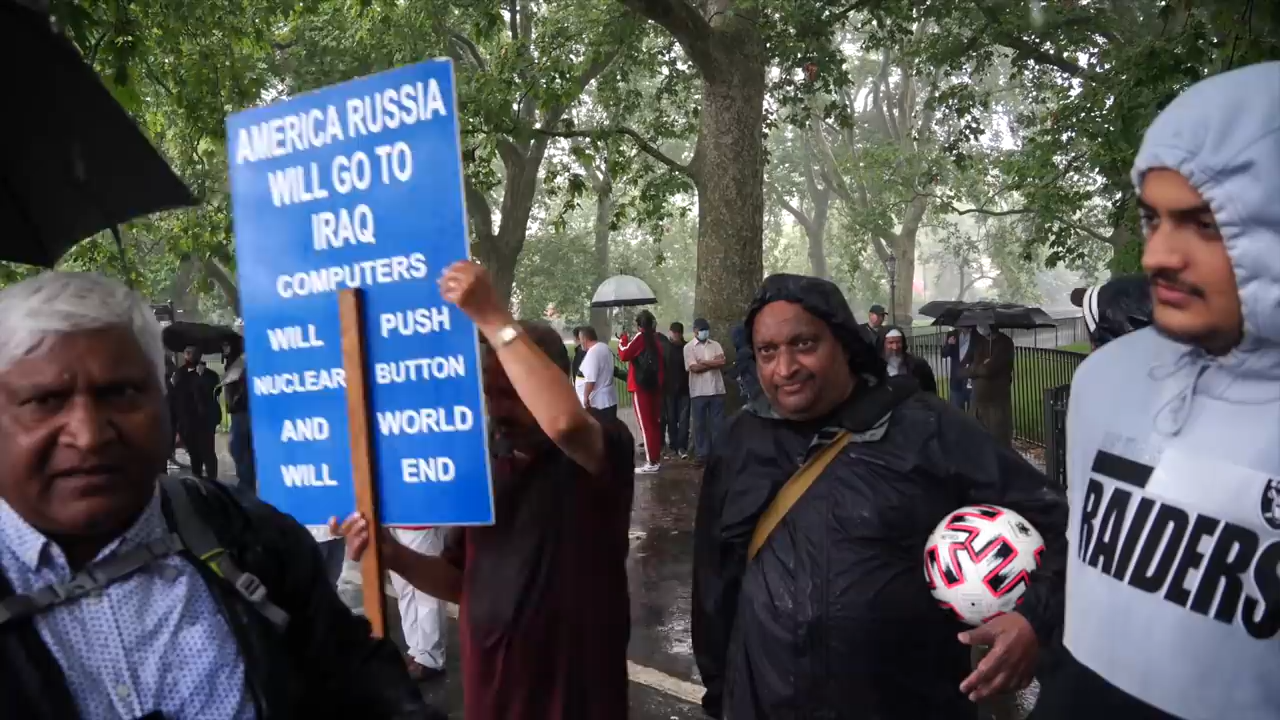 AMERICA RUSSIA
WILL GO TO
IRAQ
COMPUTERS
WILL PUSH
NUCLEAR BUTTON
AND WORLD
WILL END
RAIDERS